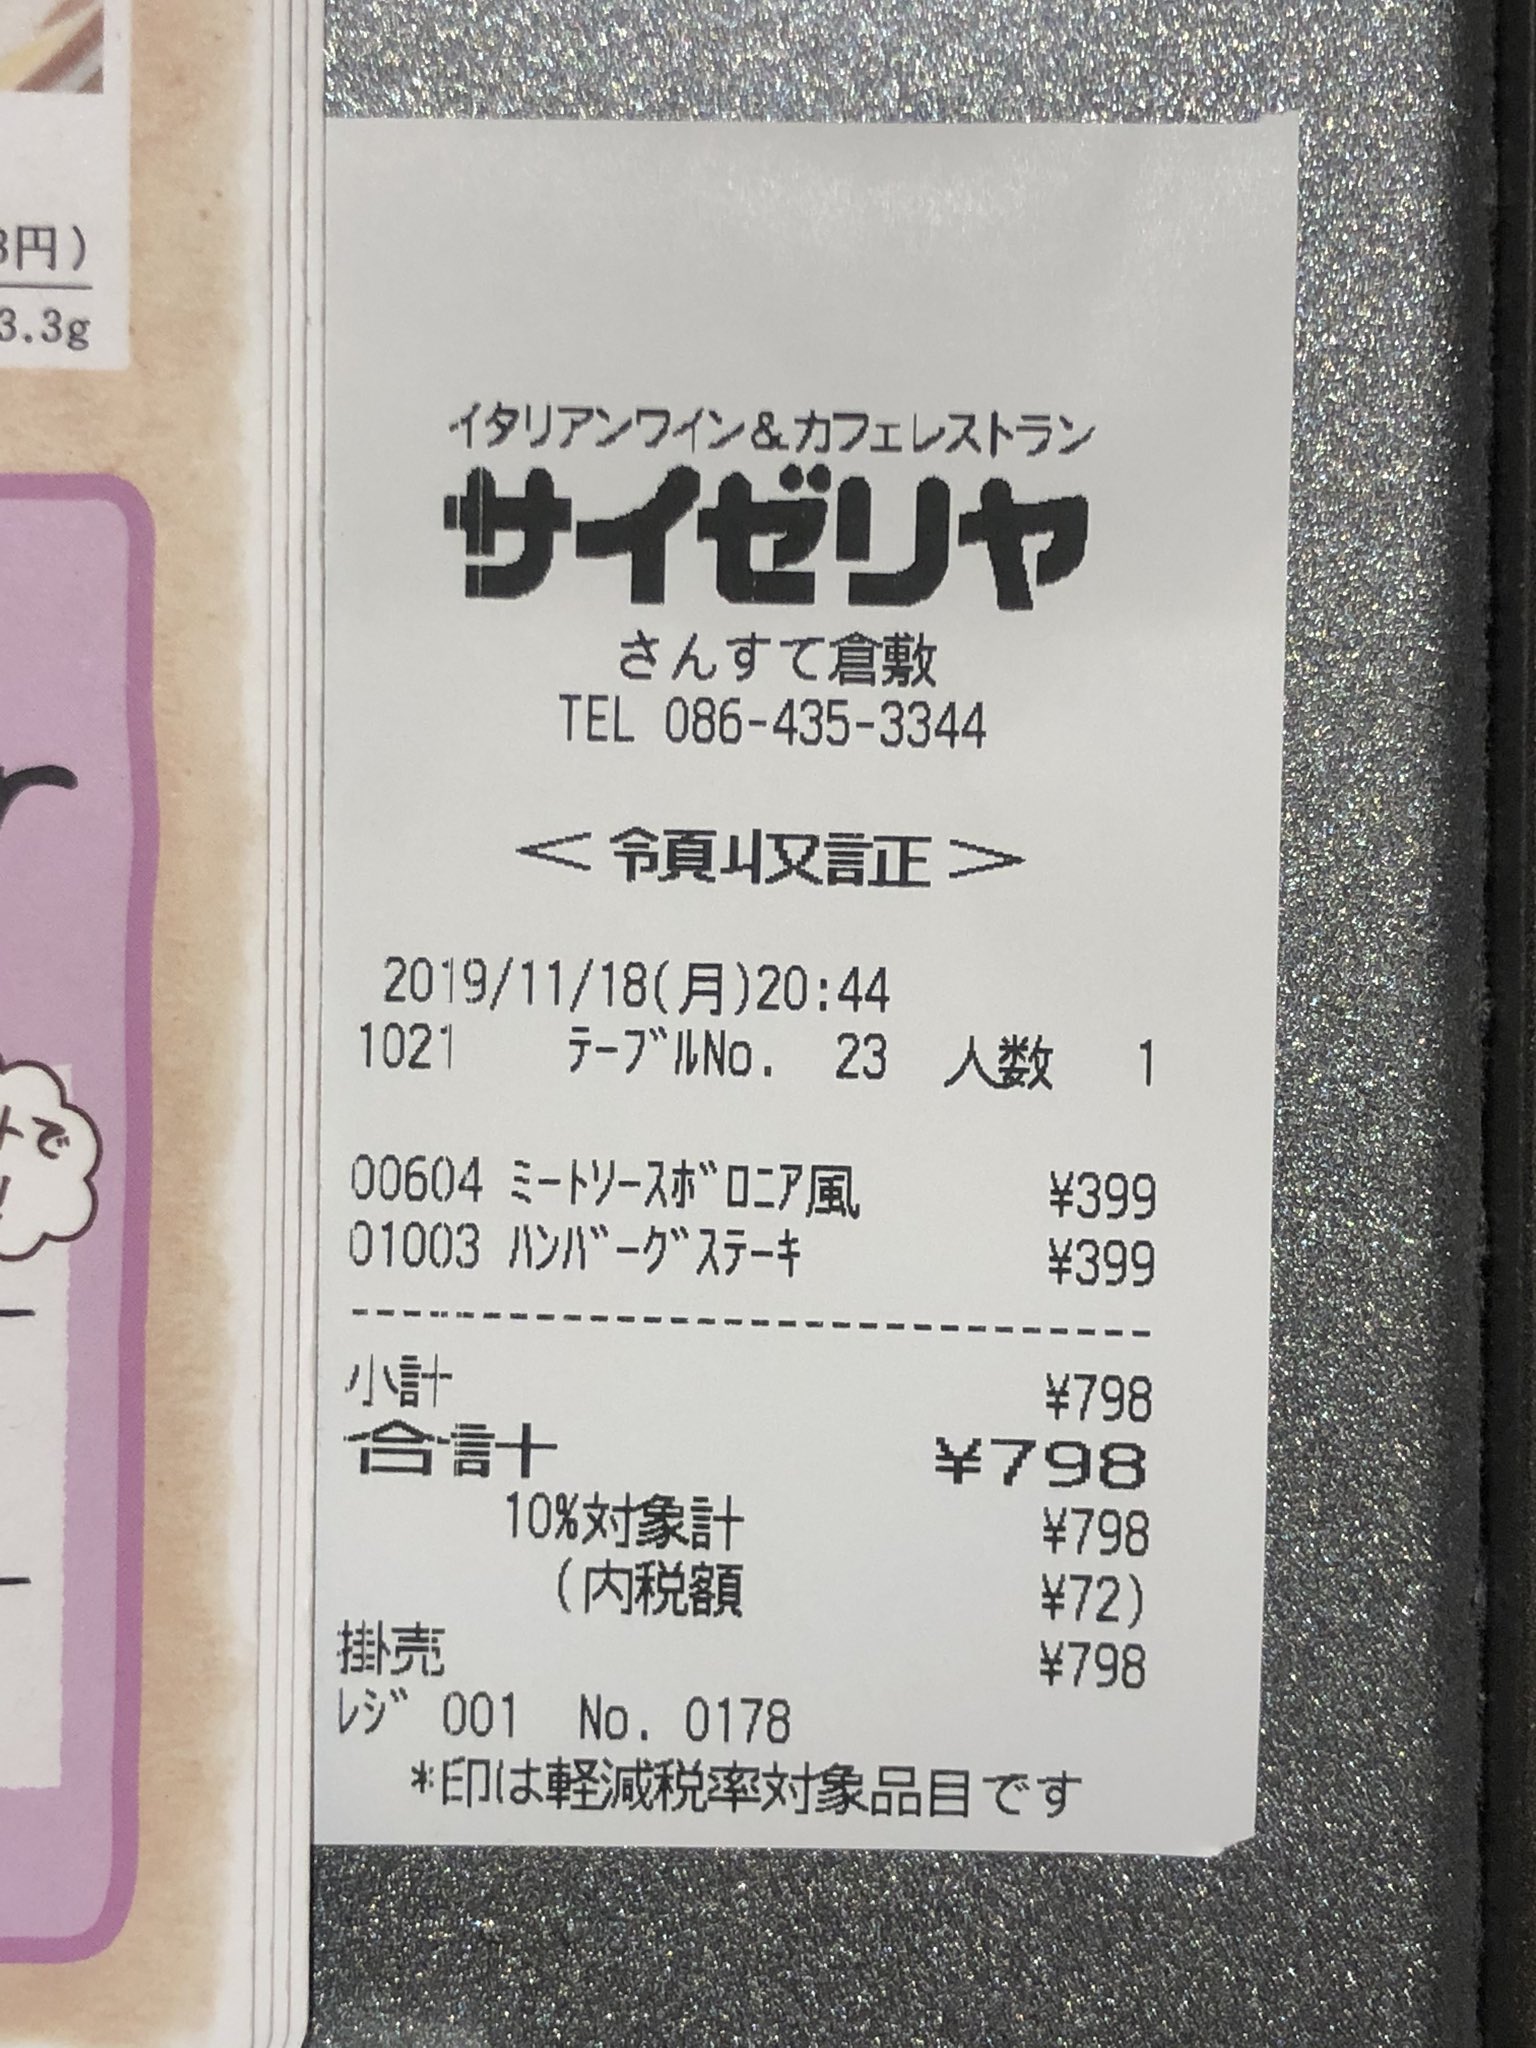 3円)
3.3g
で
イタリアンワイン&カフェレストラン
サイゼリヤ
さんすて倉敷
TEL 086-435-3344
<領収証>
2019/11/18(月)20:44
1021 ﾃｰﾌﾞﾙNo. 23 人数 1
00604 ﾐｰﾄｿｰｽﾎﾞﾛﾆｱ風 ¥399
01003 ﾊﾝﾊﾞｰｸﾞｽﾃｰｷ ¥399
--------------------------------
小計 ¥798
合計 ¥798
10%対象計 ¥798
(内税額 ¥72)
掛売 ¥798
ﾚｼﾞ 001 No. 0178
*印は軽減税率対象品目です